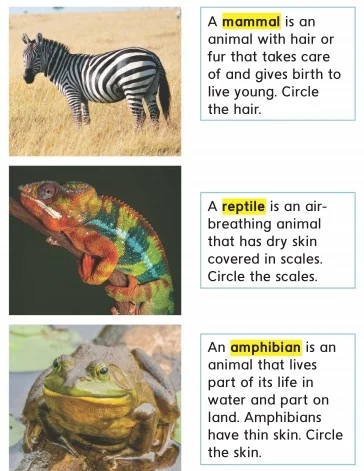 A mammal is an
animal with hair or
fur that takes care
of and gives birth to
live young. Circle
the hair.
A reptile is an air-
breathing animal
that has dry skin
covered in scales.
Circle the scales.
An amphibian is an
animal that lives
part of its life in
water and part on
land. Amphibians
have thin skin. Circle
the skin.